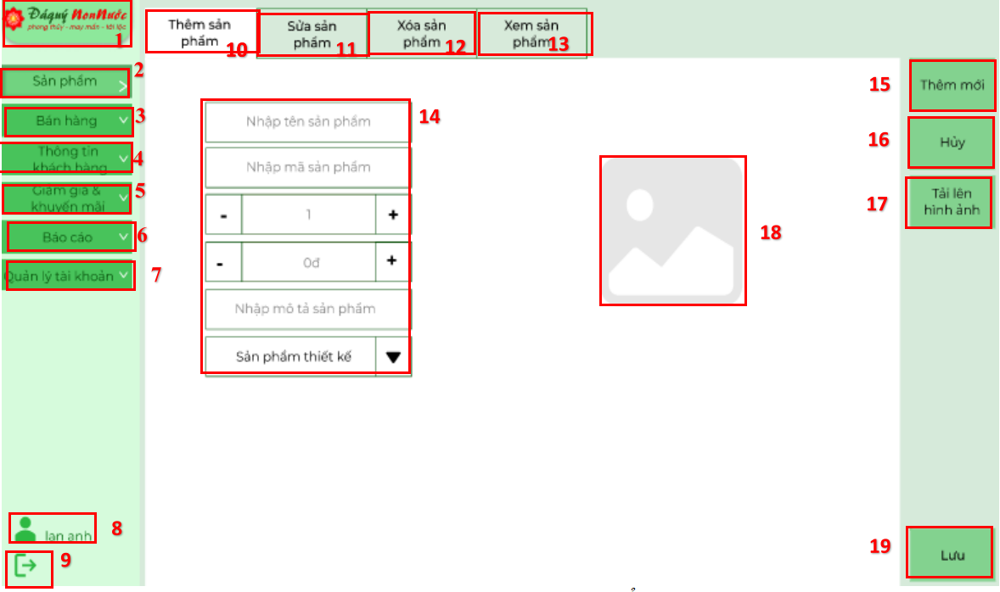 Đáquý NonNước
phong thủy - may mắn - tài lộc
1
Thêm sản
phẩm
10
Sửa sản
phẩm
11
Xóa sản
phẩm
12
Xem sản
phẩm
13
Sản phẩm
2
Bán hàng
3
Thông tin
khách hàng
4
Giảm giá &
khuyến mãi
5
Báo cáo
6
Quản lý tài khoản
7
Nhập tên sản phẩm
14
Nhập mã sản phẩm
- 1 +
- 0đ +
Nhập mô tả sản phẩm
Sản phẩm thiết kế
18
15
Thêm mới
16
Hủy
17
Tải lên
hình ảnh
lan anh
8
9
19
Lưu